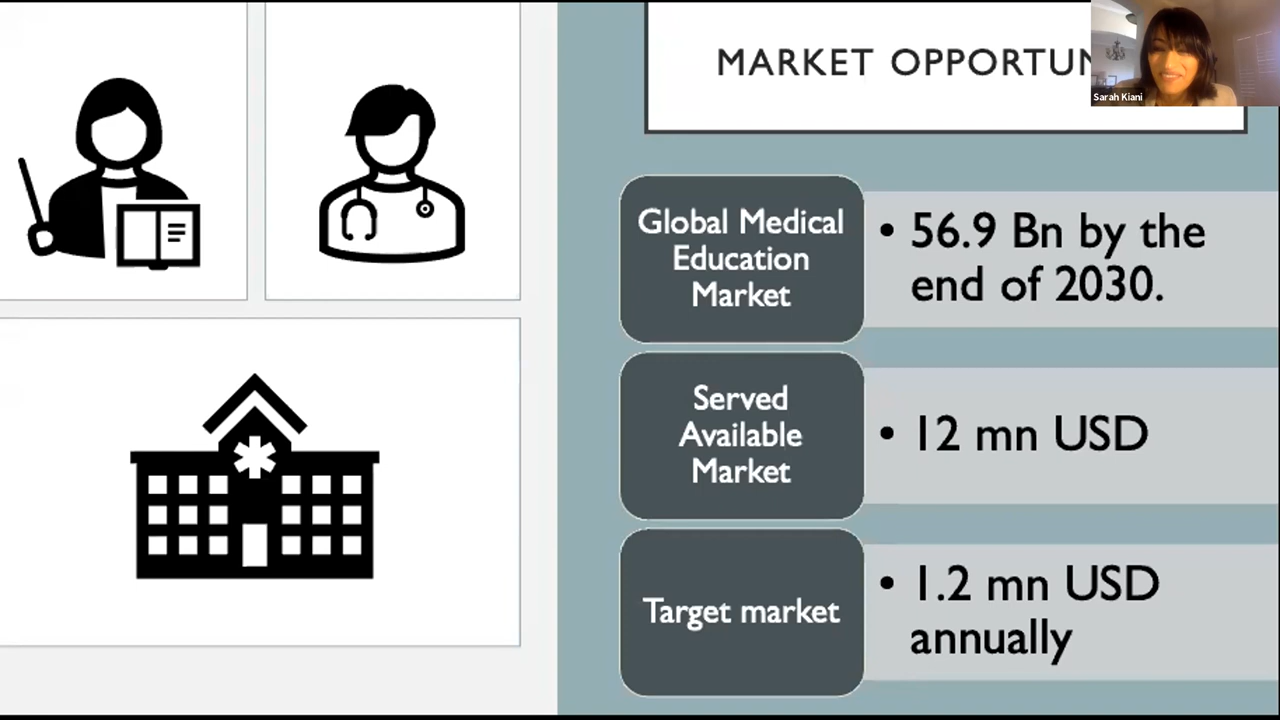 MARKET OPPORTUN
Sarah Kiani
Global Medical
Education
Market
• 56.9 Bn by the
end of 2030.
Served
Available
Market
• 12 mn USD
Target market
• 1.2 mn USD
annually